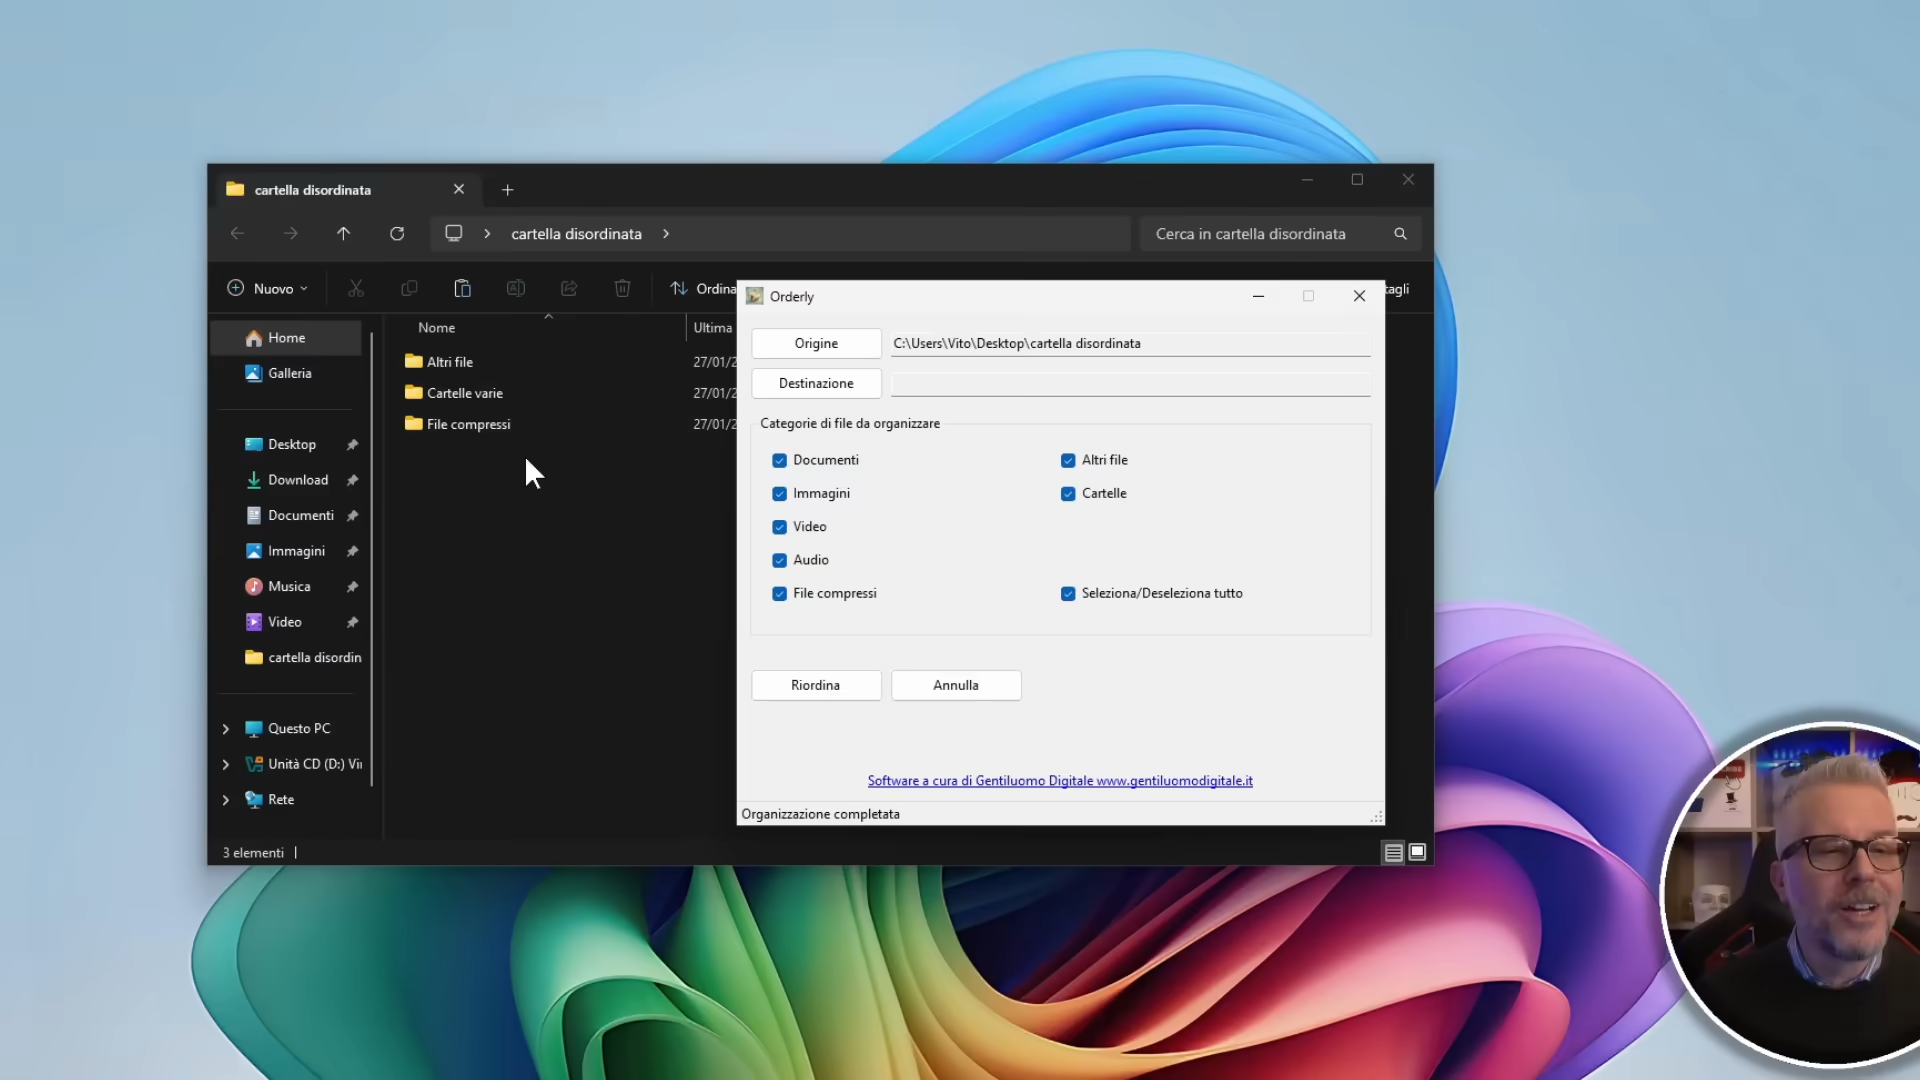 cartella disordinata
cartella disordinata
Cerca in cartella disordinata
Nuovo
Ordina
tagli
Orderly
Origine
C:\Users\Vito\Desktop\cartella disordinata
Destinazione
Categorie di file da organizzare
Documenti
Altri file
Immagini
Cartelle
Video
Audio
File compressi
Seleziona/Deseleziona tutto
Riordina
Annulla
Software a cura di Gentiluomo Digitale www.gentiluomodigitale.it
Organizzazione completata
Home
Galleria
Desktop
Download
Documenti
Immagini
Musica
Video
cartella disordin
Questo PC
Unità CD (D:) Vi
Rete
Nome
Ultima
Altri file
27/01/2
Cartelle varie
27/01/2
File compressi
27/01/2
3 elementi